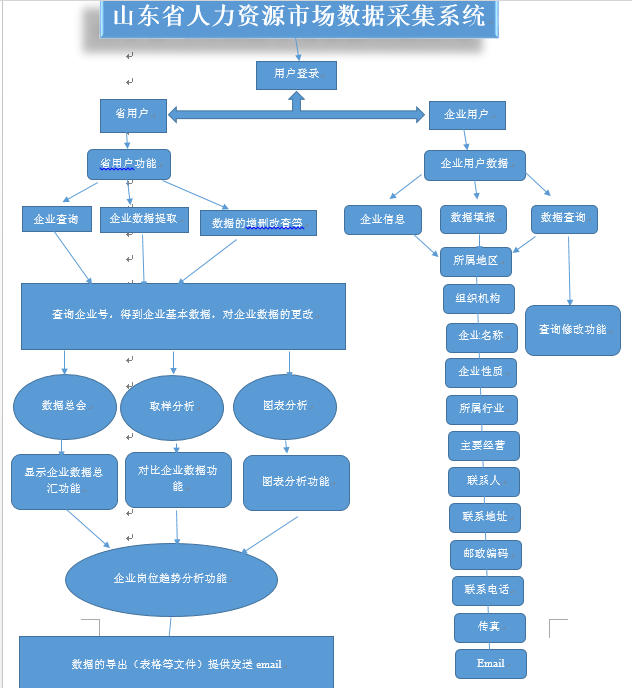 山东省人力资源市场数据采集系统
用户登录
省用户
企业用户
省用户功能
企业用户数据
企业查询
企业数据提取
数据的增删改查等
企业信息
数据填报
数据查询
所属地区
查询企业号，得到企业基本数据，对企业数据的更改
组织机构
企业名称
查询修改功能
企业性质
数据总会
取样分析
图表分析
所属行业
主要经营
显示企业数据总
汇功能
对比企业数据功
能
图表分析功能
联系人
联系地址
邮政编码
企业岗位趋势分析功能
联系电话
传真
数据的导出（表格等文件）提供发送 email
Email